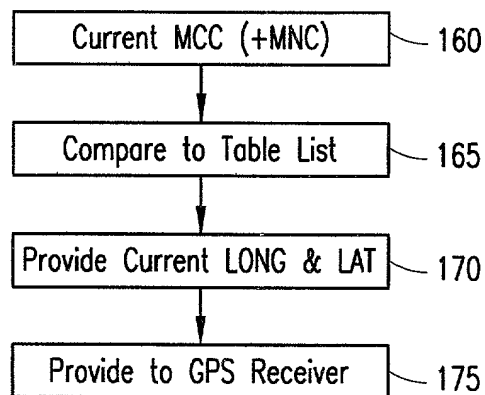 Current MCC (+MNC) 160
Compare to Table List 165
Provide Current LONG & LAT 170
Provide to GPS Receiver 175